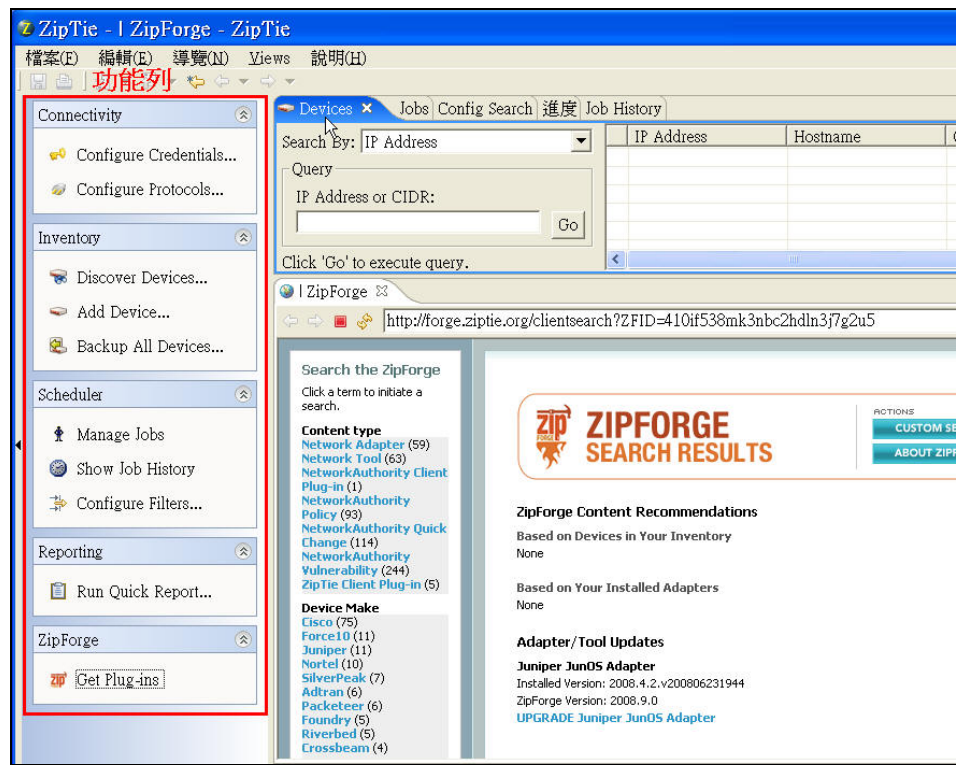 ZipTie - l ZipForge - ZipTie
檔案(F) 編輯(E) 導覽(N) Views 說明(H)
功能列
Connectivity
Configure Credentials...
Configure Protocols...
Inventory
Discover Devices...
Add Device...
Backup All Devices...
Scheduler
Manage Jobs
Show Job History
Configure Filters...
Reporting
Run Quick Report...
ZipForge
Get Plug-ins
Devices Jobs Config Search 進度 Job History
Search By: IP Address
Query
IP Address or CIDR:
Go
Click 'Go' to execute query.
IP Address Hostname
l ZipForge
http://forge.ziptie.org/clientsearch?ZFID=410if538mk3nbc2hdln3j7g2u5
Search the ZipForge
Click a term to initiate a
search.
Content type
Network Adapter (59)
Network Tool (63)
NetworkAuthority Client
Plug-in (1)
NetworkAuthority
Policy (93)
NetworkAuthority Quick
Change (114)
NetworkAuthority
Vulnerability (244)
ZipTie Client Plug-in (5)
Device Make
Cisco (75)
Force10 (11)
Juniper (11)
Nortel (10)
SilverPeak (7)
Adtran (6)
Packeteer (6)
Foundry (5)
Riverbed (5)
Crossbeam (4)
ZIP FORGE
ZIPFORGE
SEARCH RESULTS
ACTIONS
CUSTOM SE
ABOUT ZIPF
ZipForge Content Recommendations
Based on Devices in Your Inventory
None
Based on Your Installed Adapters
None
Adapter/Tool Updates
Juniper JunOS Adapter
Installed Version: 2008.4.2.v200806231944
ZipForge Version: 2008.9.0
UPGRADE Juniper JunOS Adapter